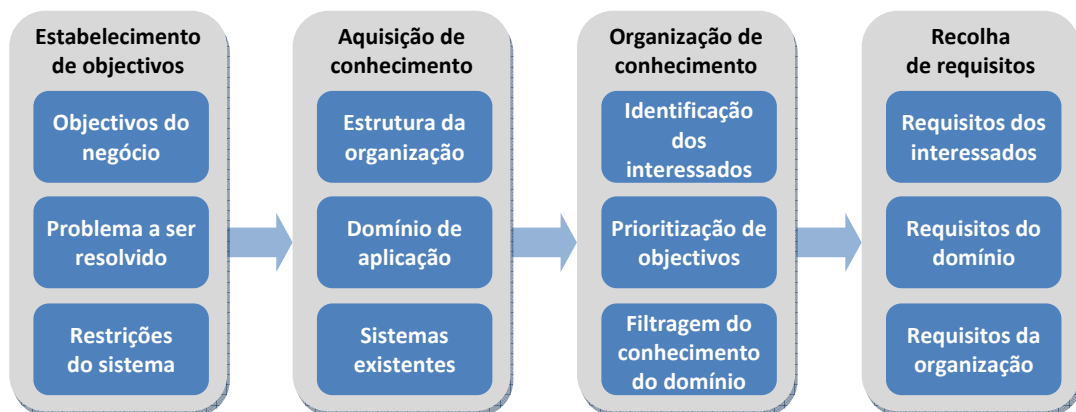 Estabelecimento
de objectivos
Objectivos do
negócio
Problema a ser
resolvido
Restrições
do sistema
Aquisição de
conhecimento
Estrutura da
organização
Domínio de
aplicação
Sistemas
existentes
Organização de
conhecimento
Identificação
dos
interessados
Prioritização de
objectivos
Filtragem do
conhecimento
do domínio
Recolha
de requisitos
Requisitos dos
interessados
Requisitos do
domínio
Requisitos da
organização